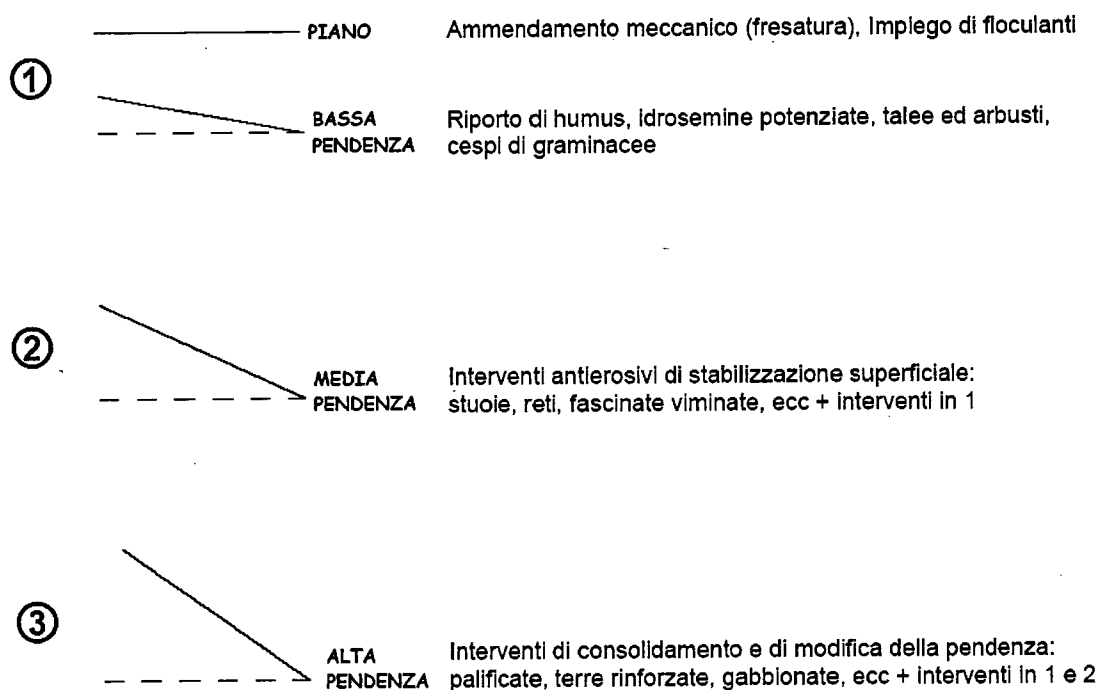 PIANO Ammendamento meccanico (fresatura), Impiego di floculanti
1
BASSA Riporto di humus, idrosemine potenziate, talee ed arbusti,
PENDENZA cespi di graminacee
2
MEDIA Interventi antierosivi di stabilizzazione superficiale:
PENDENZA stuoie, reti, fascinate viminate, ecc + interventi in 1
3
ALTA Interventi di consolidamento e di modifica della pendenza:
PENDENZA palificate, terre rinforzate, gabbionate, ecc + interventi in 1 e 2